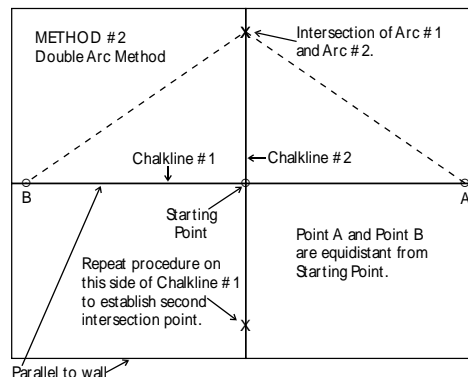 METHOD #2
Double Arc Method
X
Intersection of Arc #1
and Arc #2.
Chalkline #1
Chalkline #2
B
A
Starting
Point
Point A and Point B
are equidistant from
Starting Point.
Repeat procedure on
this side of Chalkline #1
to establish second
intersection point.
X
Parallel to wall